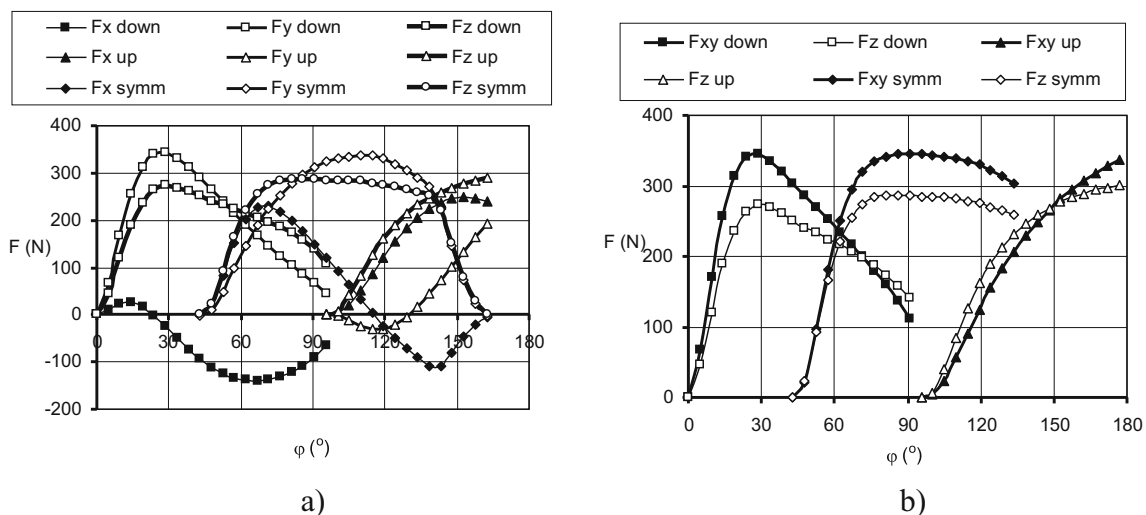 Fx down Fy down Fz down
Fx up Fy up Fz up
Fx symm Fy symm Fz symm
400
300
200
F (N)
100
0
-100
-200
0 30 60 90 120 150 180
φ (°)
a)
Fxy down Fz down Fxy up
Fz up Fxy symm Fz symm
400
300
F (N)
200
100
0
0 30 60 90 120 150 180
φ (°)
b)